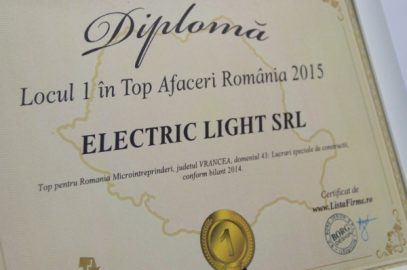 Diplomă
Locul 1 în Top Afaceri România 2015
ELECTRIC LIGHT SRL
Top pentru Romania Microintreprinderi, judetul VRANCEA, domeniul 43: Lucrari speciale de constructii,
conform bilant 2014.
Certificat de
www.ListaFirme.ro
BORG
1